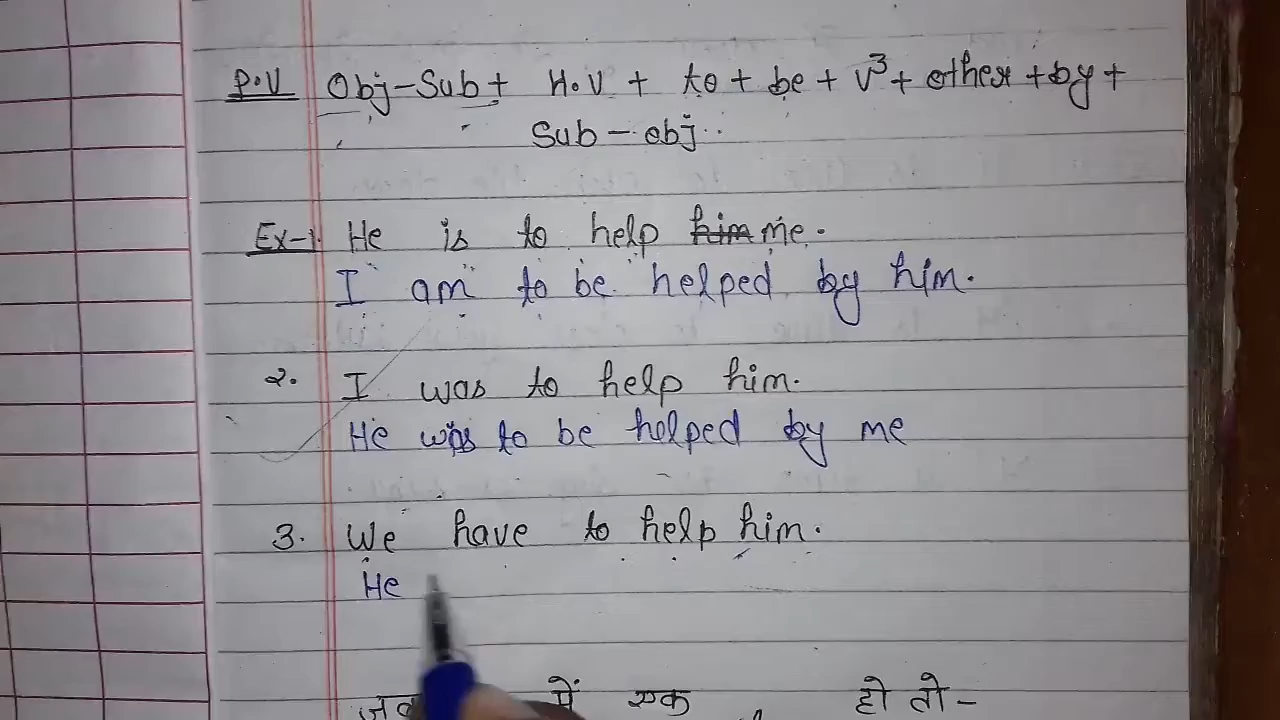 P.V Obj-Sub + H.V + to + be + V³ + other + by +
Sub - obj.
Ex-1. He is to help him me.
I am to be helped by him.
2. I was to help him.
He was to be helped by me
3. We have to help him.
He
में एक हो तो-